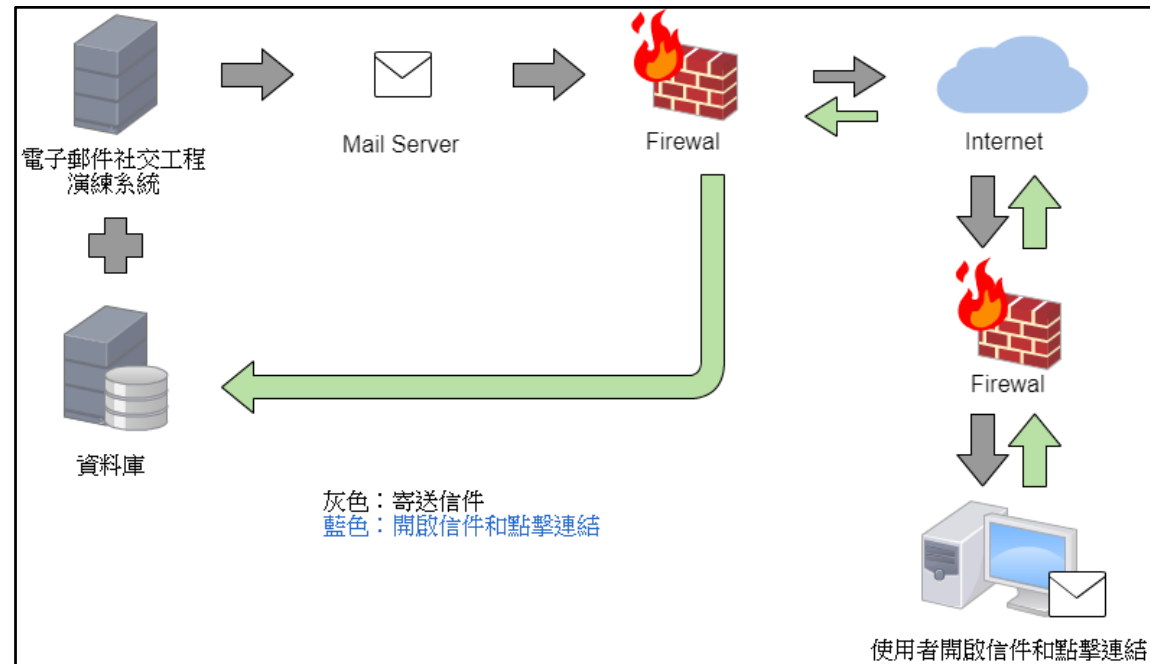 Mail Server
Firewal
Internet
電子郵件社交工程
演練系統
Firewal
資料庫
灰色：寄送信件
藍色：開啟信件和點擊連結
使用者開啟信件和點擊連結